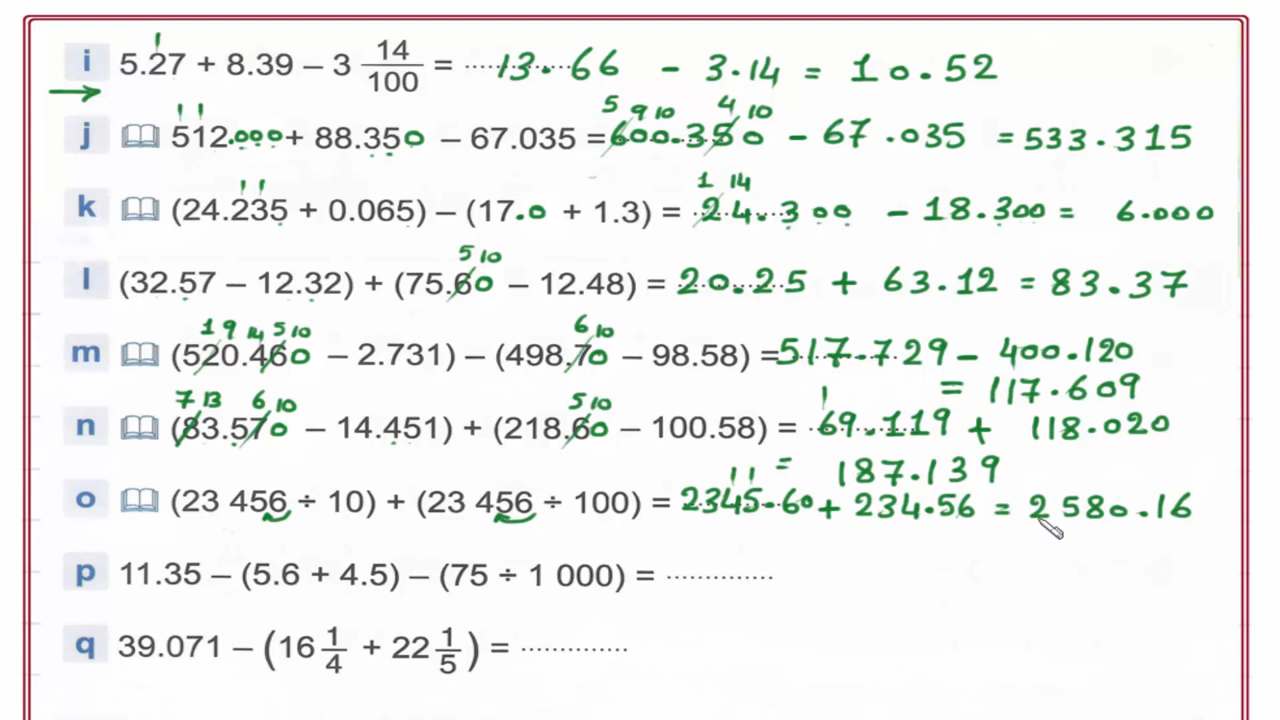 i 5.27 + 8.39 – 3 14/100 = 13.66 - 3.14 = 10.52
j 512.000 + 88.350 – 67.035 = 600.350 - 67.035 = 533.315
k (24.235 + 0.065) – (17.0 + 1.3) = 24.300 - 18.300 = 6.000
l (32.57 – 12.32) + (75.60 – 12.48) = 20.25 + 63.12 = 83.37
m (520.460 – 2.731) – (498.70 – 98.58) = 517.729 - 400.120
= 117.609
n (83.570 – 14.451) + (218.60 – 100.58) = 69.119 + 118.020
= 187.139
o (23 456 ÷ 10) + (23 456 ÷ 100) = 2345.60 + 234.56 = 2580.16
p 11.35 – (5.6 + 4.5) – (75 ÷ 1 000) = ..............
q 39.071 – (16 1/4 + 22 1/5) = ..............